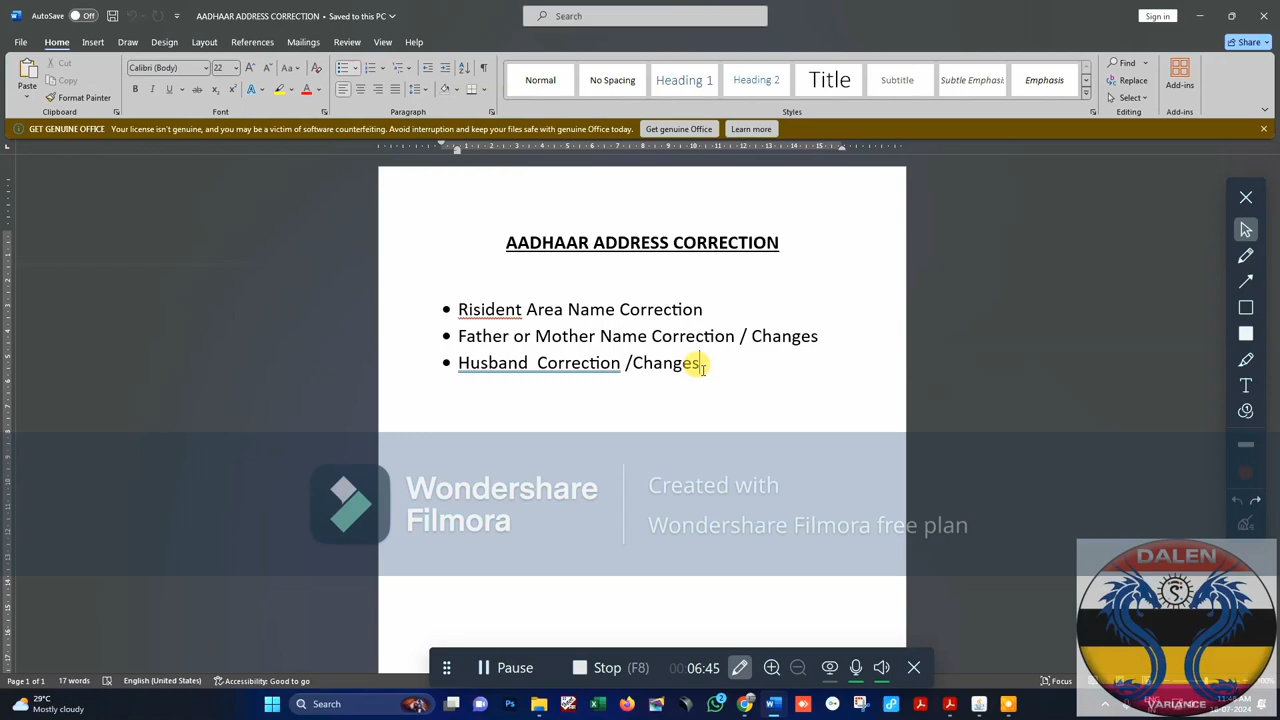 AutoSave Off AADHAAR ADDRESS CORRECTION • Saved to this PC Search Sign in
File Home Insert Draw Design Layout References Mailings Review View Help Share
Paste Cut Copy Format Painter Clipboard
Calibri (Body) 22 Font
Paragraph
Normal No Spacing Heading 1 Heading 2 Title Subtitle Subtle Emphasis Emphasis Styles
Find Replace Select Editing
Add-ins Add-ins
GET GENUINE OFFICE Your license isn't genuine, and you may be a victim of software counterfeiting. Avoid interruption and keep your files safe with genuine Office today. Get genuine Office Learn more
AADHAAR ADDRESS CORRECTION
• Risident Area Name Correction
• Father or Mother Name Correction / Changes
• Husband  Correction /Changes
Wondershare
Filmora
Created with
Wondershare Filmora free plan
DALEN
VARIANCE
Pause Stop (F8) 00:06:45
Page 1 of 1 17 words English (United States) Accessibility: Good to go Focus
29°C
Mostly cloudy
Search
18-07-2024